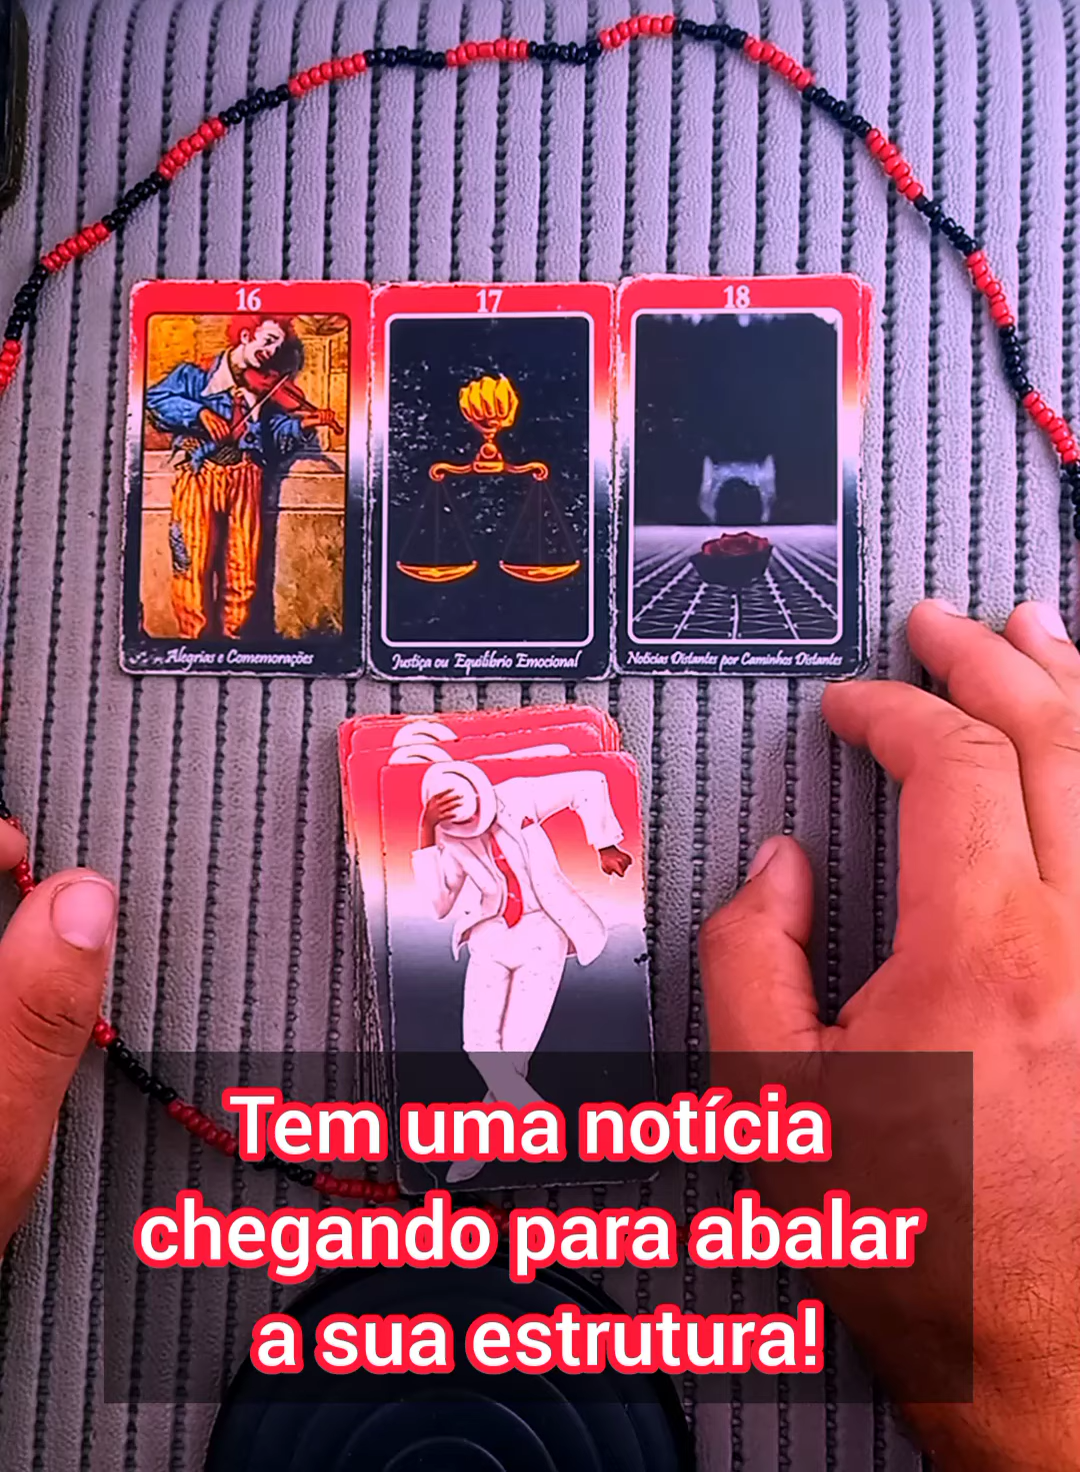 16
17
18
Alegrias e Comemorações
Justiça ou Equilíbrio Emocional
Notícias Distantes por Caminhos Distantes
Tem uma notícia
chegando para abalar
a sua estrutura!